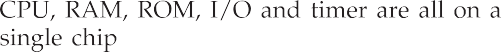 CPU, RAM, ROM, I/O and timer are all on a
single chip